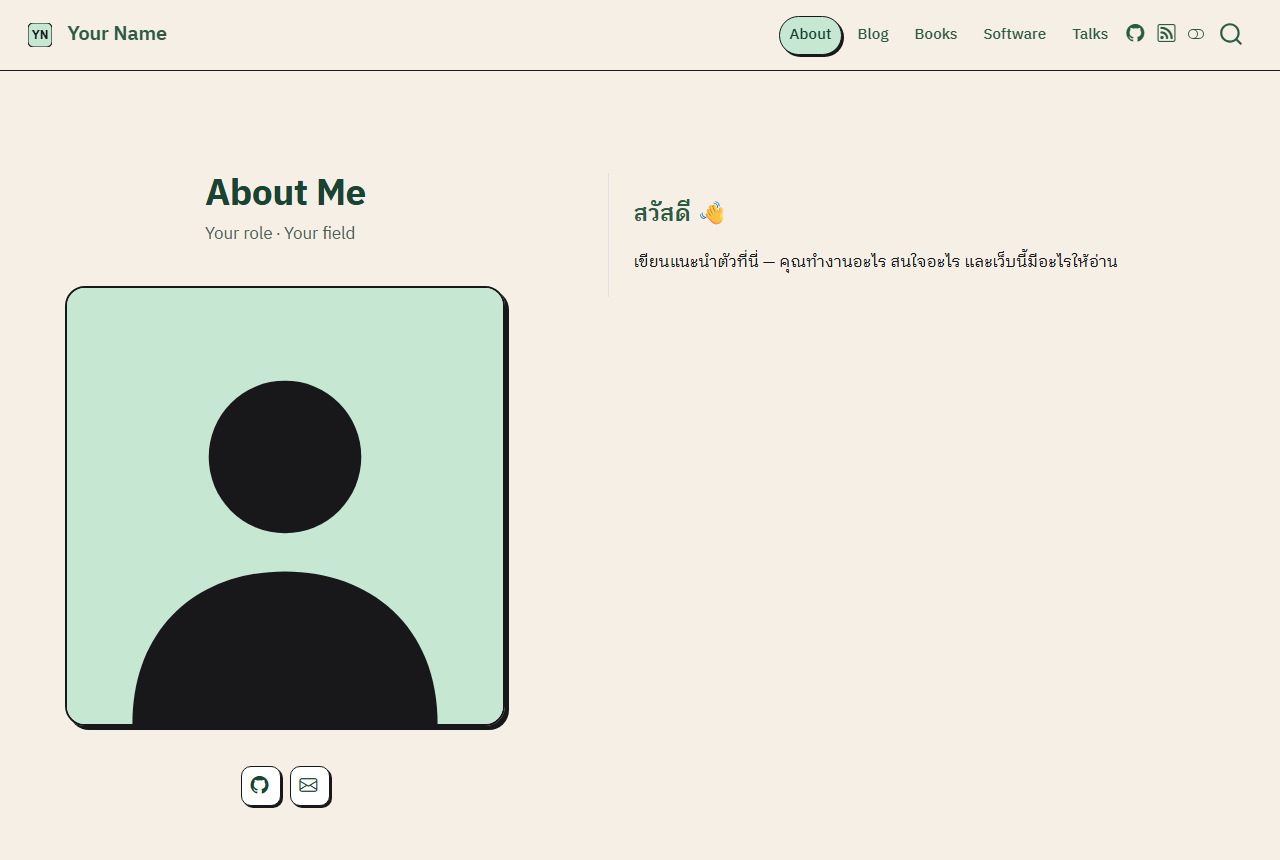 YN
Your Name
About
Blog
Books
Software
Talks
About Me
Your role · Your field
สวัสดี 👋
เขียนแนะนำตัวที่นี่ — คุณทำงานอะไร สนใจอะไร และเว็บนี้มีอะไรให้อ่าน